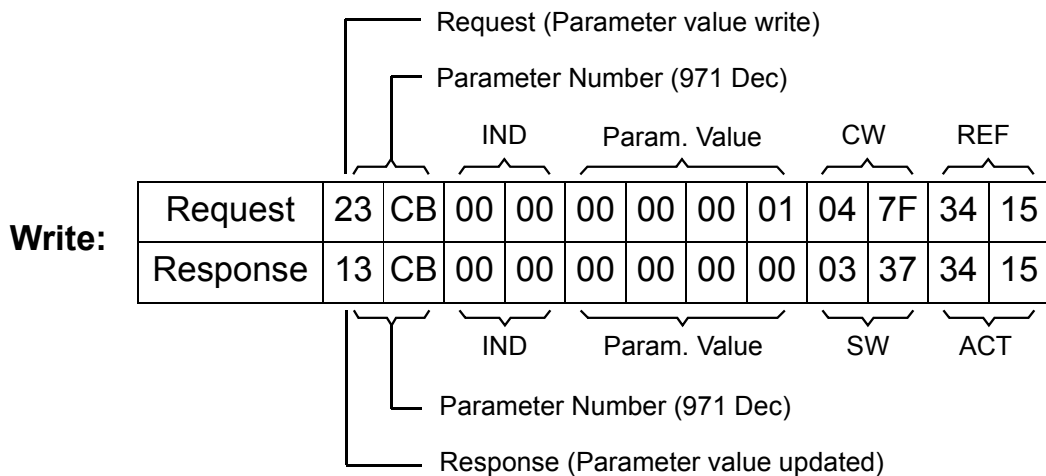 Request (Parameter value write)
Parameter Number (971 Dec)
IND Param. Value CW REF
Write:
Request 23 CB 00 00 00 00 00 01 04 7F 34 15
Response 13 CB 00 00 00 00 00 00 03 37 34 15
IND Param. Value SW ACT
Parameter Number (971 Dec)
Response (Parameter value updated)